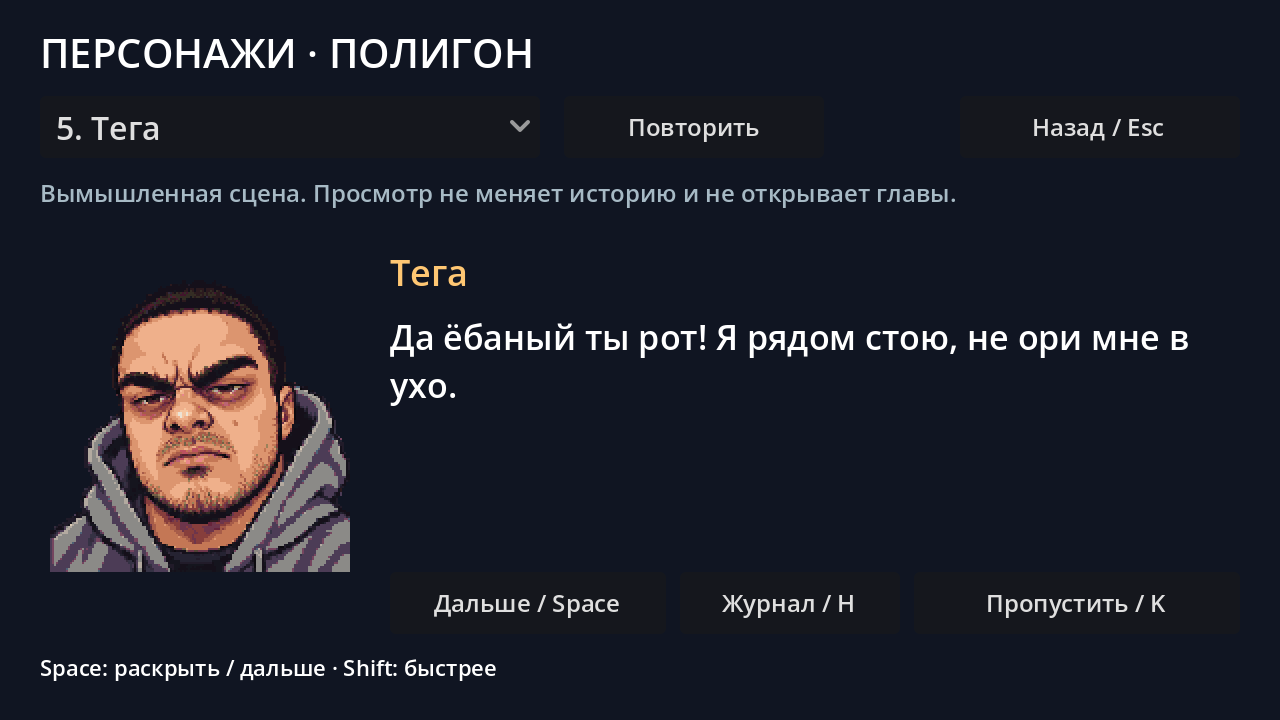 ПЕРСОНАЖИ · ПОЛИГОН
5. Тега
Повторить
Назад / Esc
Вымышленная сцена. Просмотр не меняет историю и не открывает главы.
Тега
Да ёбаный ты рот! Я рядом стою, не ори мне в
ухо.
Дальше / Space
Журнал / H
Пропустить / K
Space: раскрыть / дальше · Shift: быстрее